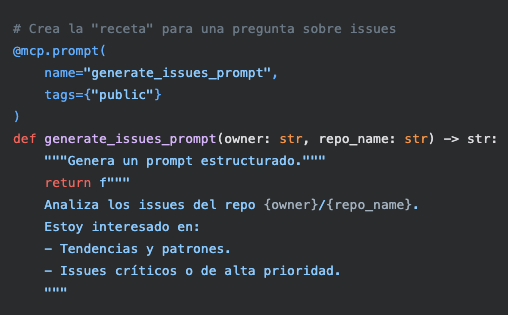 # Crea la "receta" para una pregunta sobre issues
@mcp.prompt(
    name="generate_issues_prompt",
    tags={"public"}
)
def generate_issues_prompt(owner: str, repo_name: str) -> str:
    """Genera un prompt estructurado."""
    return f"""
    Analiza los issues del repo {owner}/{repo_name}.
    Estoy interesado en:
    - Tendencias y patrones.
    - Issues críticos o de alta prioridad.
    """